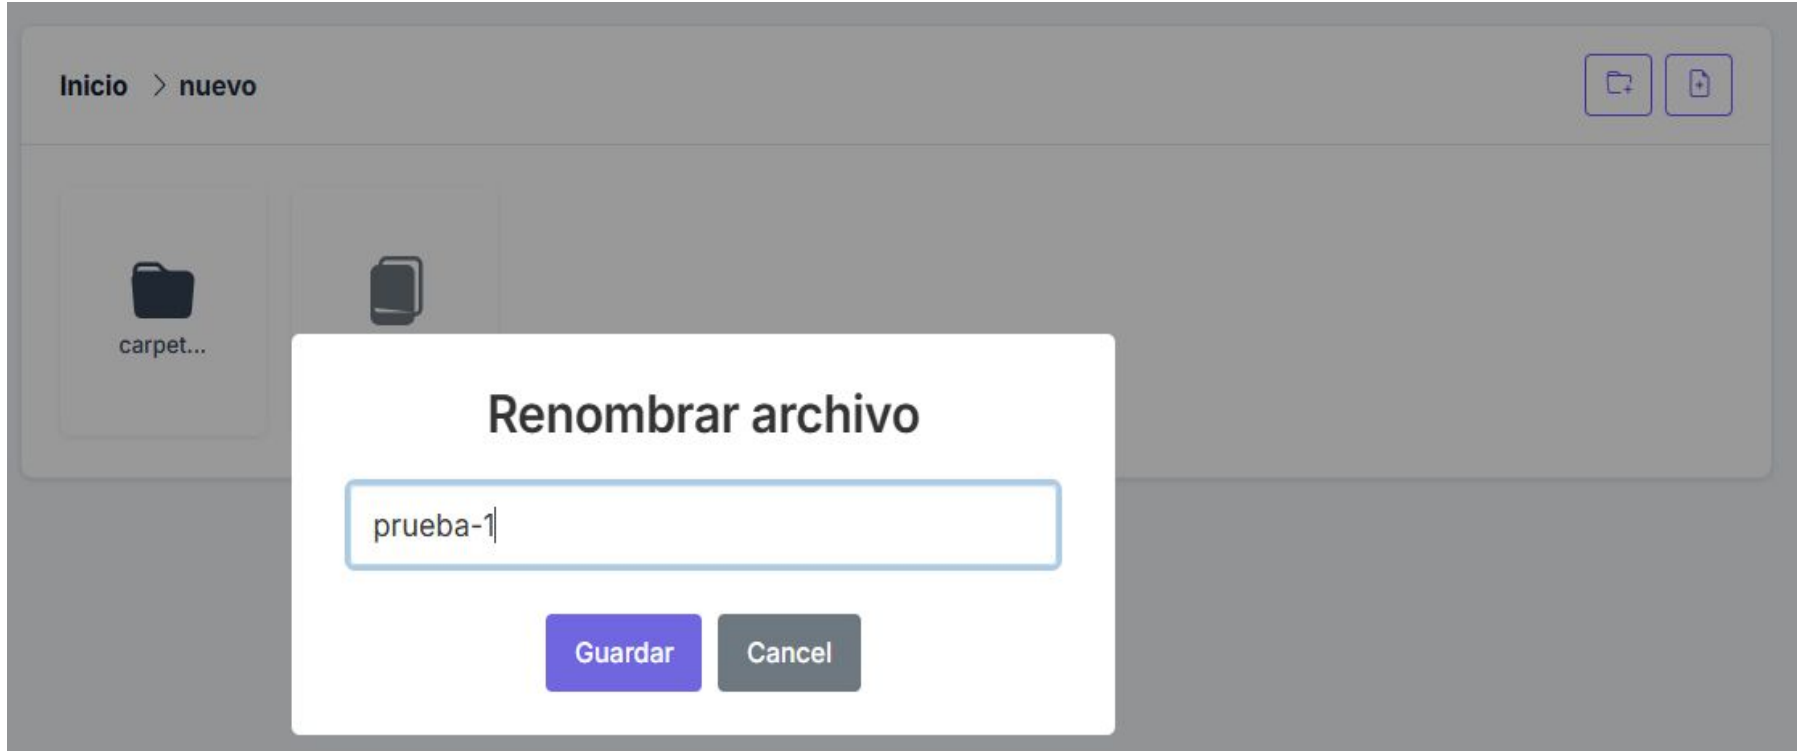 Inicio > nuevo
carpet...
Renombrar archivo
prueba-1
Guardar
Cancel